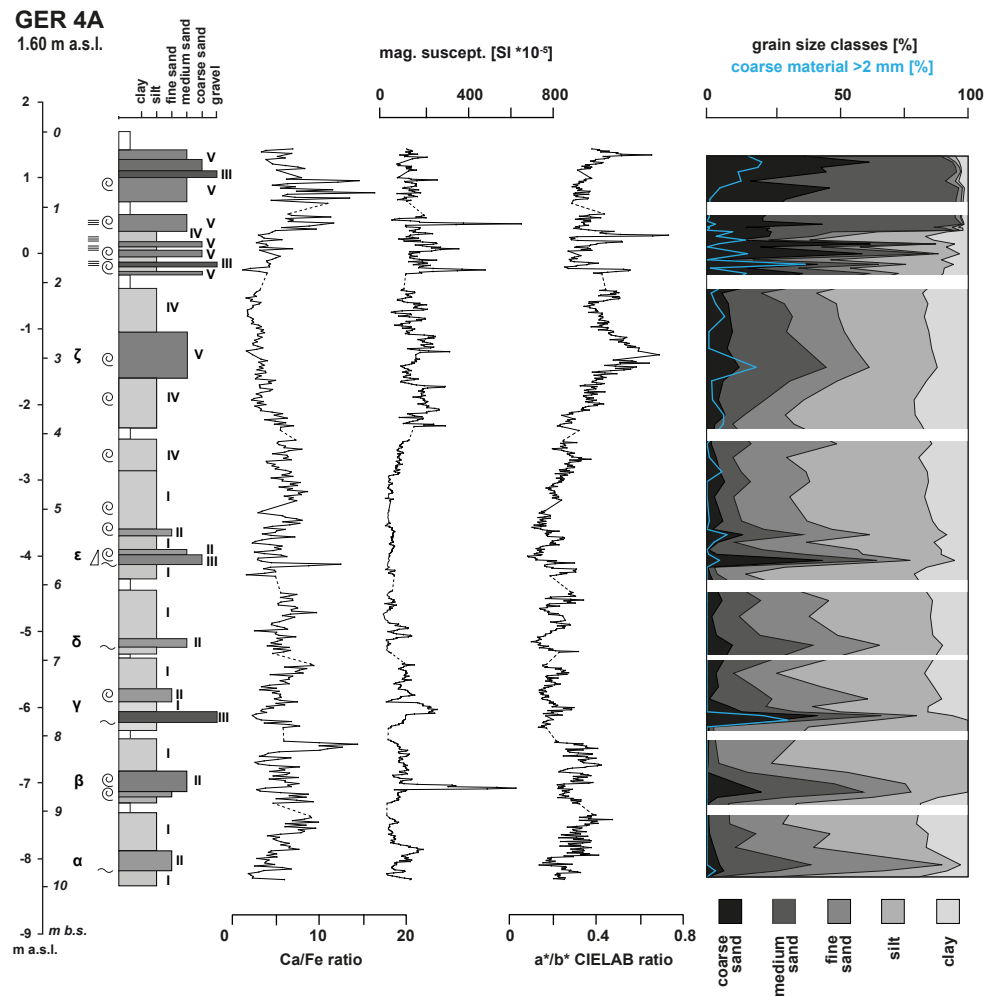 GER 4A
1.60 m a.s.l.
clay
silt
fine sand
medium sand
coarse sand
gravel
mag. suscept. [SI *10⁻⁵]
0 400 800
grain size classes [%]
coarse material >2 mm [%]
0 50 100
2
0
1
1
0
2
-1
3
-2
4
-3
5
-4
6
-5
7
-6
8
-7
9
-8
10
-9
m b.s.
m a.s.l.
V
III
V
V
IV
V
V
III
V
IV
ζ
V
IV
IV
I
II
I
II
ε
III
I
I
δ
II
I
II
γ
I
III
I
β
II
I
α
II
I
0 10 20
Ca/Fe ratio
0 0.4 0.8
a*/b* CIELAB ratio
coarse sand
medium sand
fine sand
silt
clay